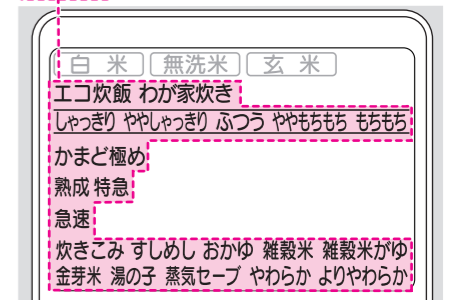 白米 無洗米 玄米
エコ炊飯 わが家炊き
しゃっきり ややしゃっきり ふつう ややもちもち もちもち
かまど極め
熟成 特急
急速
炊きこみ すしめし おかゆ 雑穀米 雑穀米がゆ
金芽米 湯の子 蒸気セーブ やわらか よりやわらか